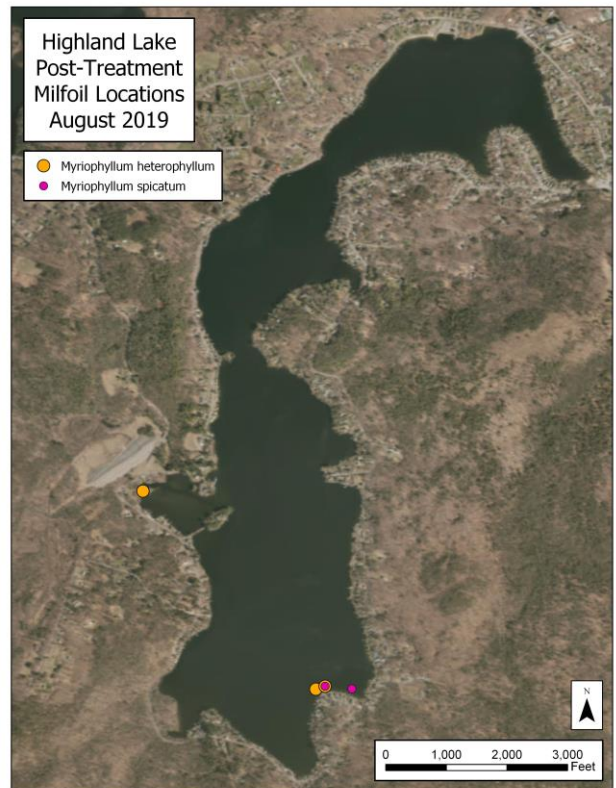 Highland Lake
Post-Treatment
Milfoil Locations
August 2019
Myriophyllum heterophyllum
Myriophyllum spicatum
N
0 1,000 2,000 3,000
Feet